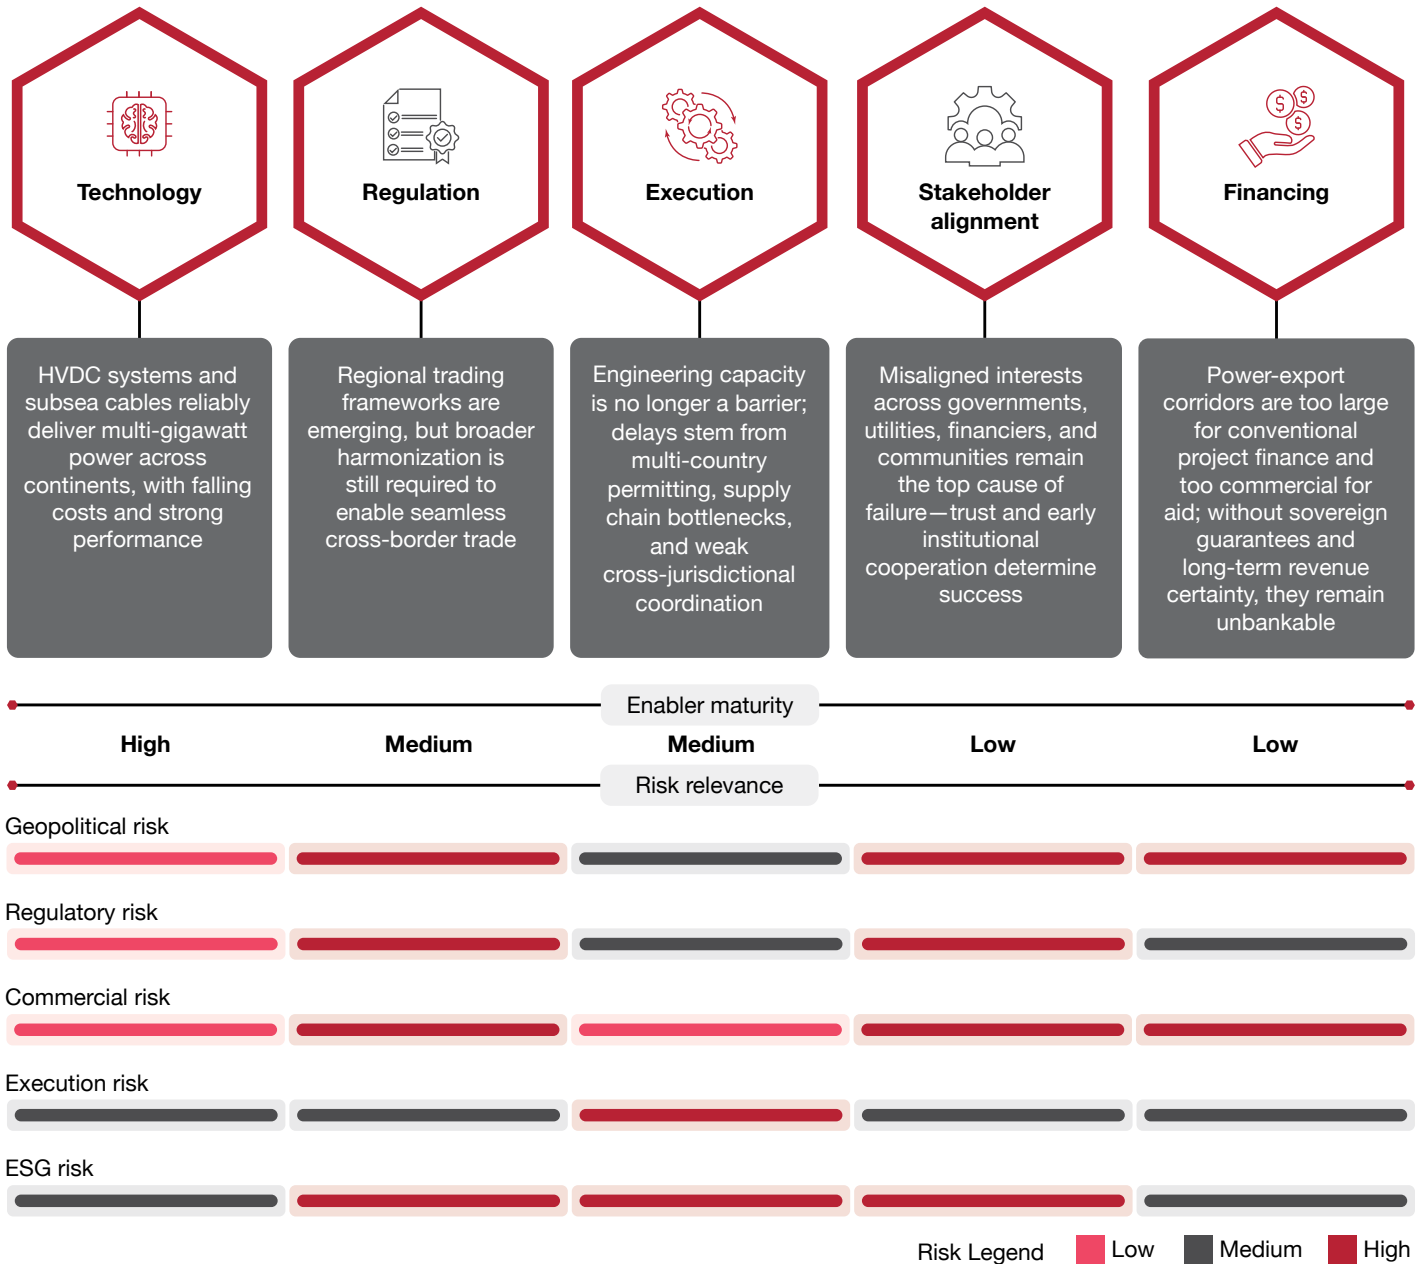 Technology
Regulation
Execution
Stakeholder
alignment
Financing
HVDC systems and
subsea cables reliably
deliver multi-gigawatt
power across
continents, with falling
costs and strong
performance
Regional trading
frameworks are
emerging, but broader
harmonization is
still required to
enable seamless
cross-border trade
Engineering capacity
is no longer a barrier;
delays stem from
multi-country
permitting, supply
chain bottlenecks,
and weak
cross-jurisdictional
coordination
Misaligned interests
across governments,
utilities, financiers, and
communities remain
the top cause of
failure—trust and early
institutional
cooperation determine
success
Power-export
corridors are too large
for conventional
project finance and
too commercial for
aid; without sovereign
guarantees and
long-term revenue
certainty, they remain
unbankable
Enabler maturity
High
Medium
Medium
Low
Low
Risk relevance
Geopolitical risk
Regulatory risk
Commercial risk
Execution risk
ESG risk
Risk Legend
Low
Medium
High